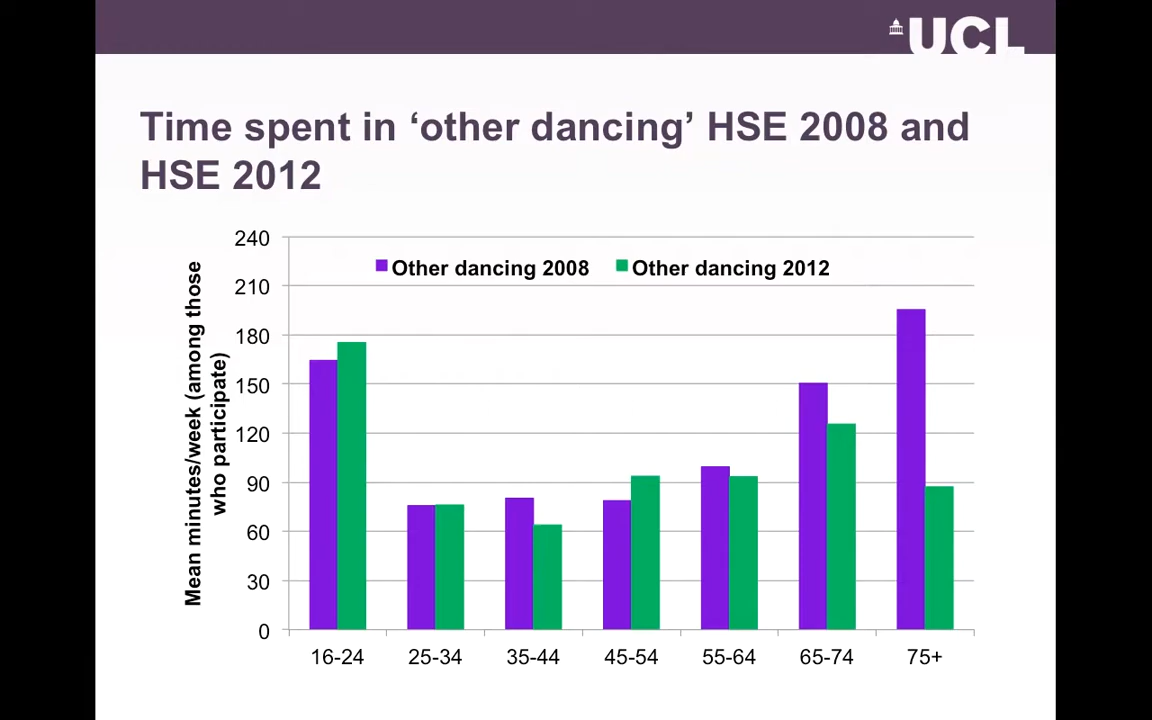 UCL
Time spent in ‘other dancing’ HSE 2008 and
HSE 2012
Mean minutes/week (among those
who participate)
240
210
180
150
120
90
60
30
0
Other dancing 2008
Other dancing 2012
16-24
25-34
35-44
45-54
55-64
65-74
75+